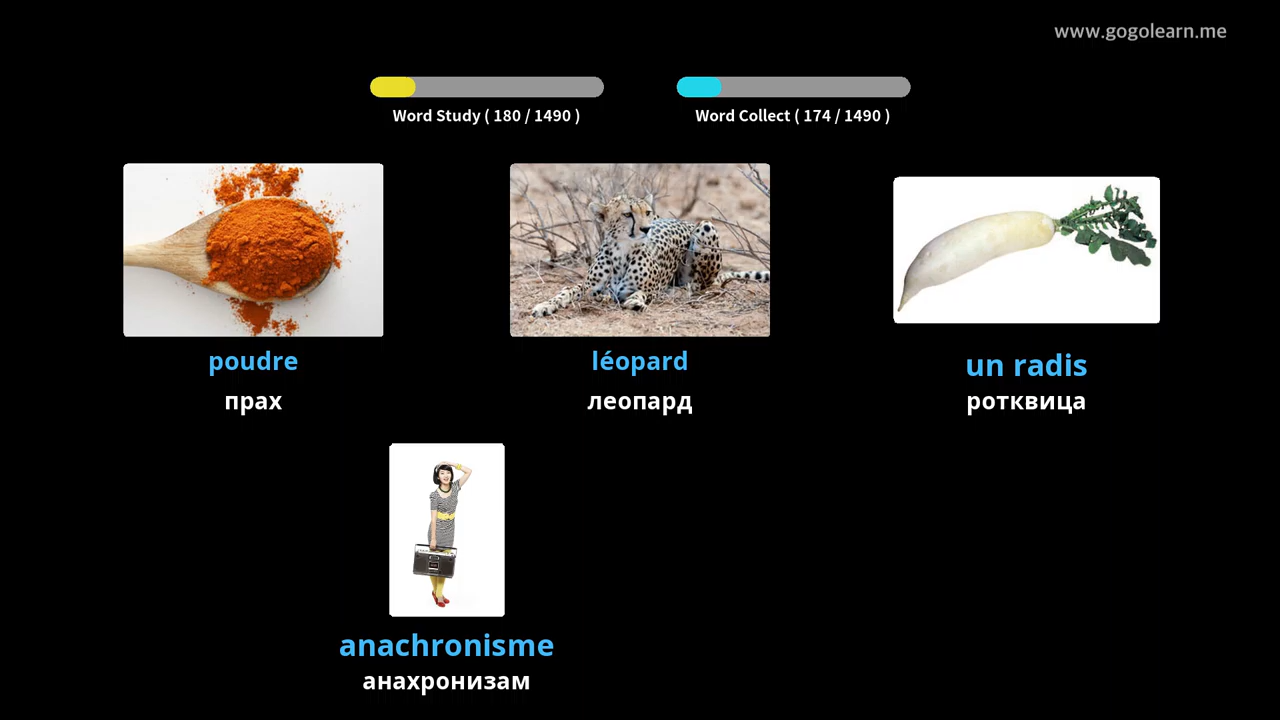 www.gogolearn.me
Word Study ( 180 / 1490 )
Word Collect ( 174 / 1490 )
poudre
прах
léopard
леопард
un radis
ротквица
anachronisme
анахронизам